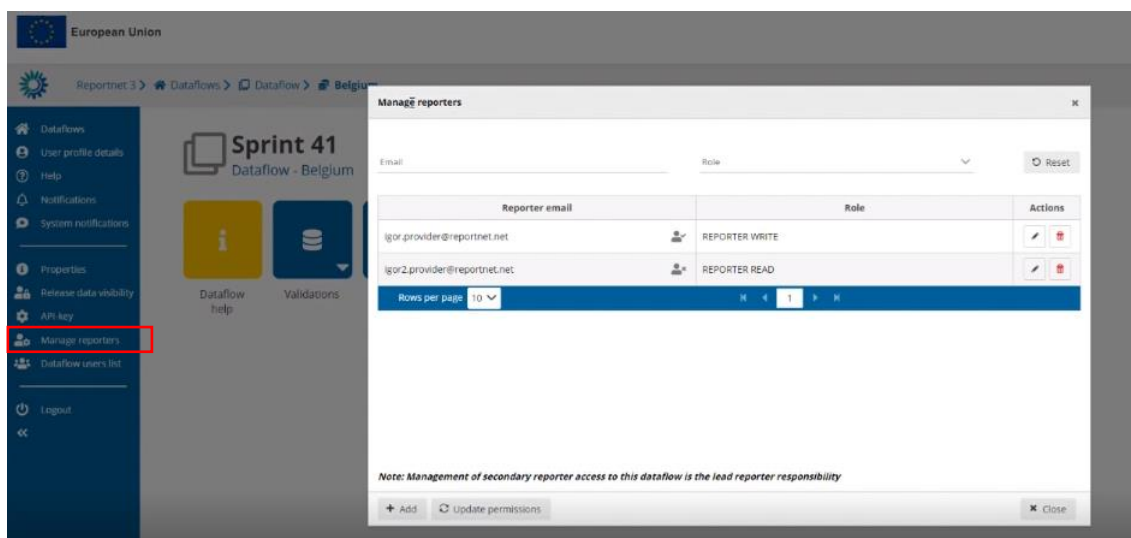 European Union
Reportnet 3 > Dataflows > Dataflow > Belgium
Dataflows
User profile details
Help
Notifications
System notifications
Properties
Release data visibility
API-key
Manage reporters
Dataflow users list
Logout
Sprint 41
Dataflow - Belgium
Dataflow
help
Validations
Manage reporters
Email
Role
Reset
Reporter email Role Actions
igor.provider@reportnet.net REPORTER WRITE
igor2.provider@reportnet.net REPORTER READ
Rows per page 10 1
Note: Management of secondary reporter access to this dataflow is the lead reporter responsibility
+ Add Update permissions Close